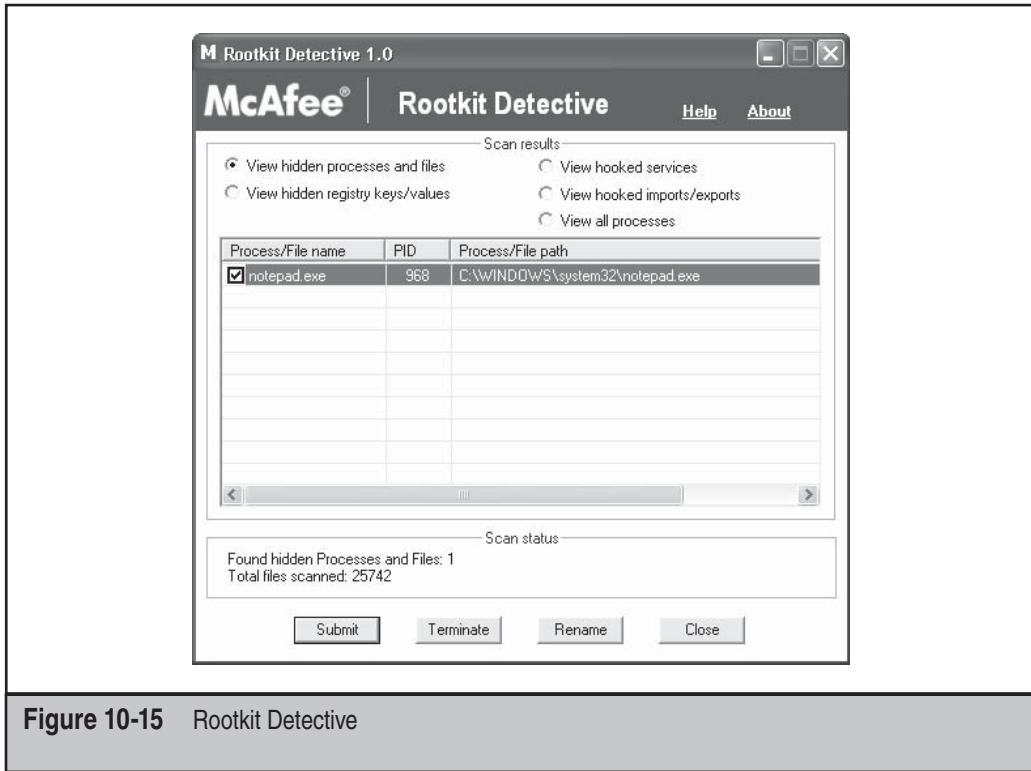 M Rootkit Detective 1.0
McAfee® Rootkit Detective Help About
Scan results
View hidden processes and files View hooked services
View hidden registry keys/values View hooked imports/exports
View all processes
Process/File name PID Process/File path
notepad.exe 968 C:\WINDOWS\system32\notepad.exe
Scan status
Found hidden Processes and Files: 1
Total files scanned: 25742
Submit Terminate Rename Close
Figure 10-15 Rootkit Detective